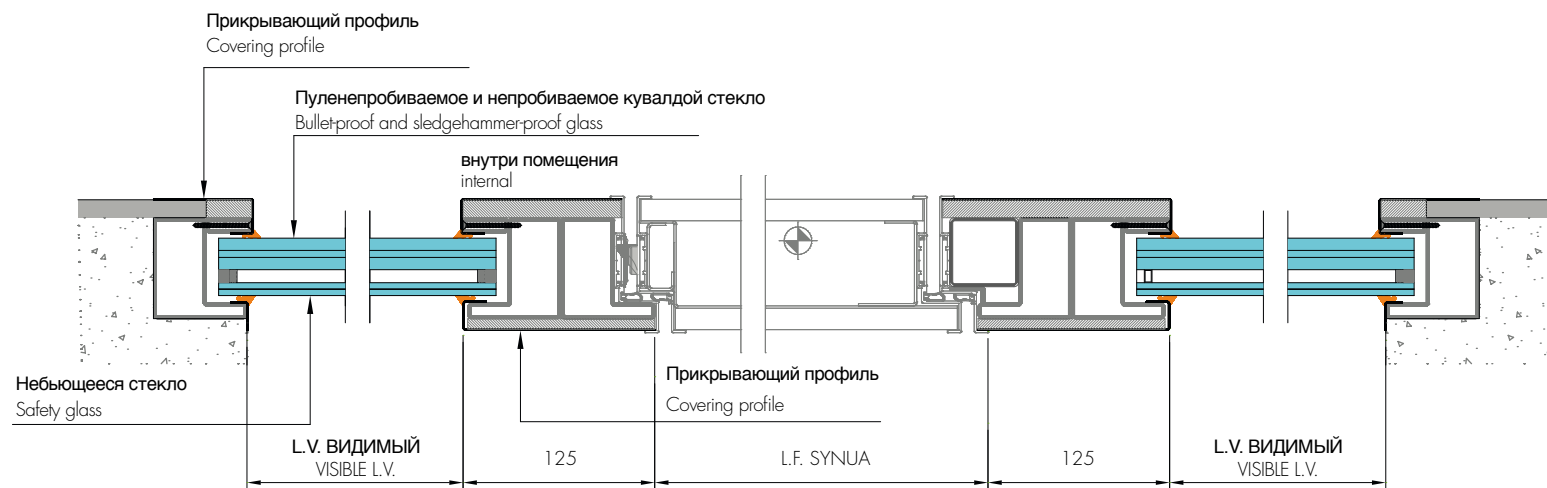 Прикрывающий профиль
Covering profile
Пуленепробиваемое и непробиваемое кувалдой стекло
Bullet-proof and sledgehammer-proof glass
внутри помещения
internal
Небьющееся стекло
Safety glass
Прикрывающий профиль
Covering profile
L.V. ВИДИМЫЙ
VISIBLE L.V.
125
L.F. SYNUA
125
L.V. ВИДИМЫЙ
VISIBLE L.V.